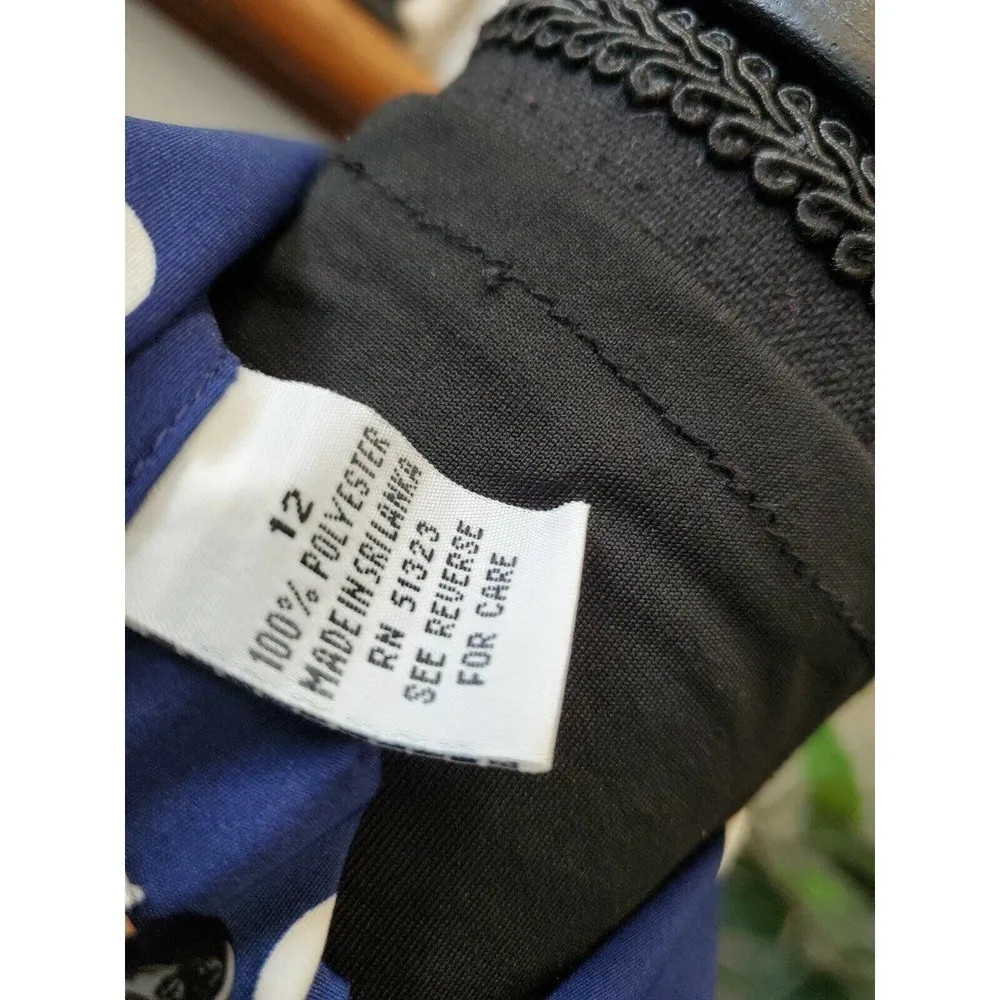 12
100% POLYESTER
MADE IN SRI LANKA
RN 51323
SEE REVERSE
FOR CARE